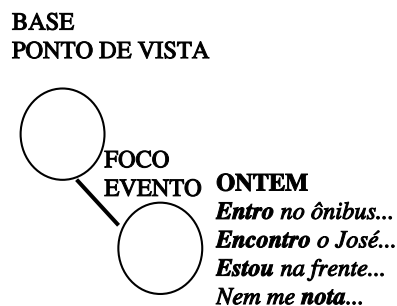 BASE
PONTO DE VISTA
FOCO
EVENTO
ONTEM
Entro no ônibus...
Encontro o José...
Estou na frente...
Nem me nota...